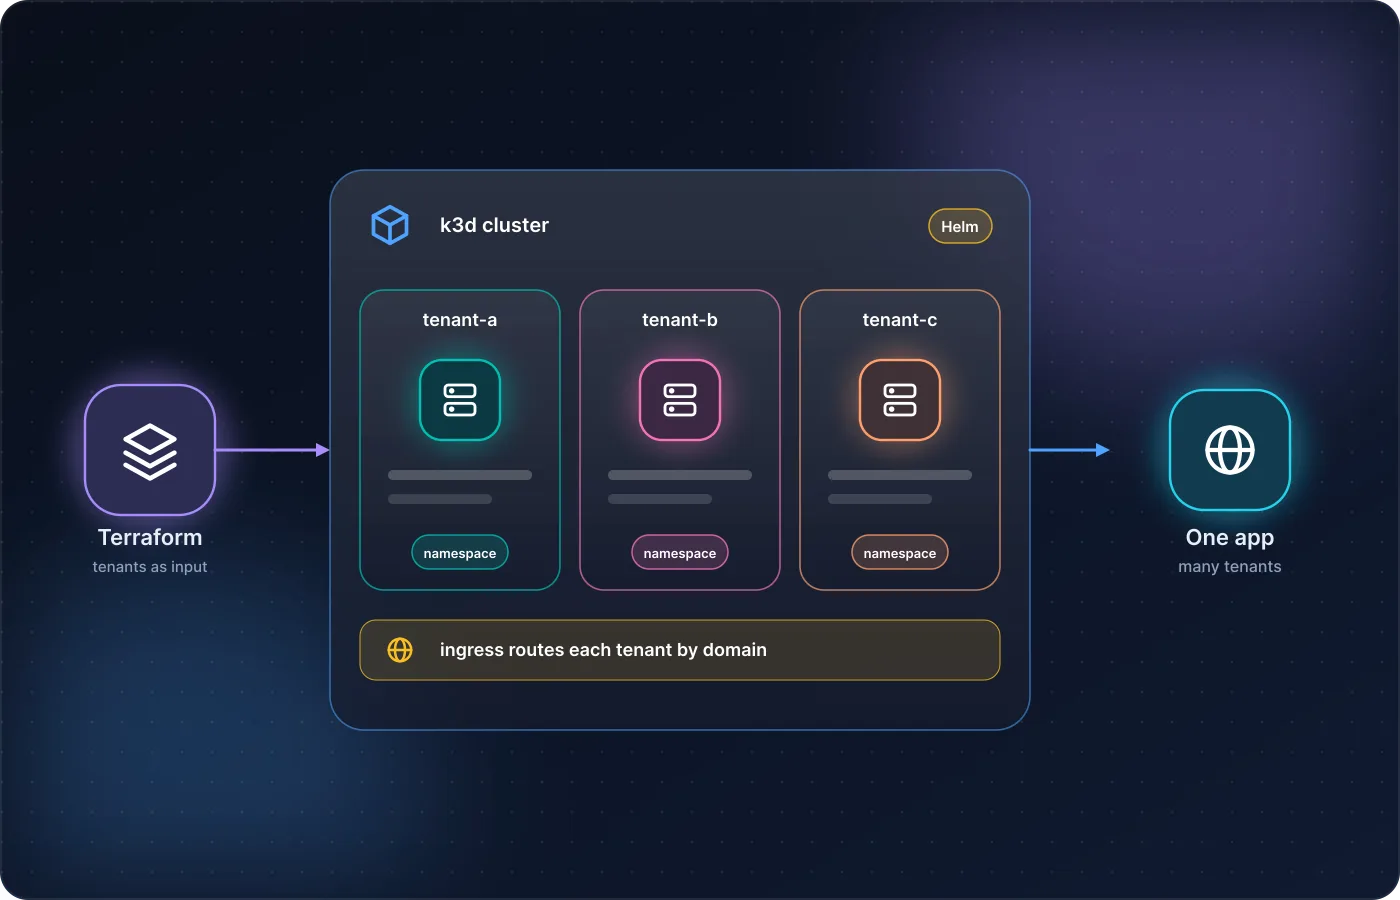 k3d cluster
Helm
tenant-a
tenant-b
tenant-c
namespace
namespace
namespace
ingress routes each tenant by domain
Terraform
tenants as input
One app
many tenants